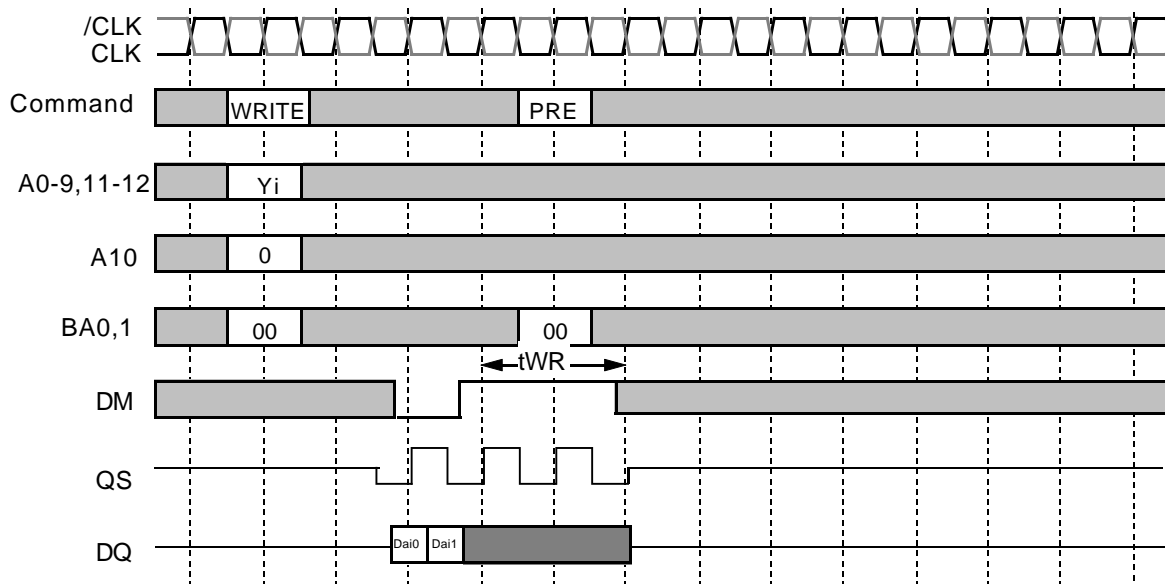 /CLK
CLK
Command WRITE PRE
A0-9,11-12 Yi
A10 0
BA0,1 00 00
tWR
DM
QS
DQ Dai0 Dai1